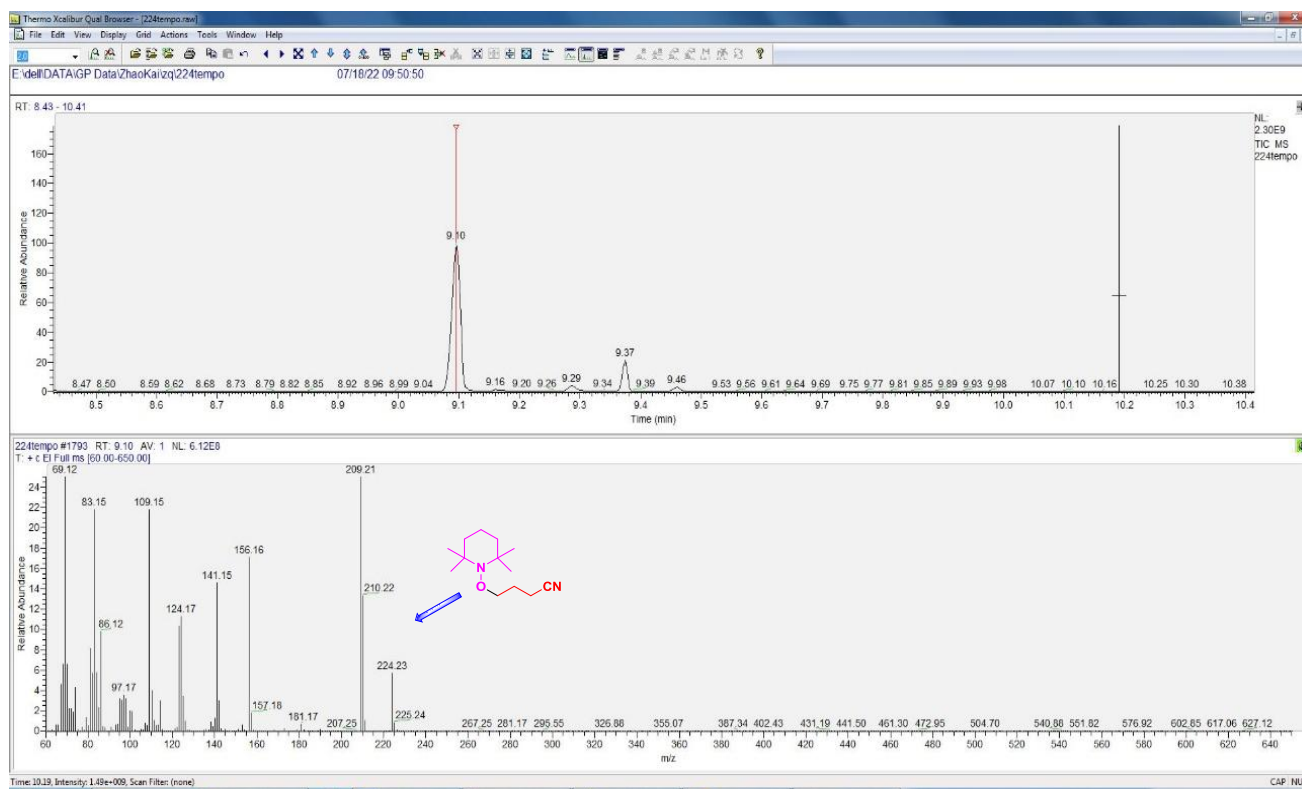 Thermo Xcalibur Qual Browser - [224tempo.raw]
File Edit View Display Grid Actions Tools Window Help
E:\dell\DATA\GP Data\ZhaoKai\zq\224tempo 07/18/22 09:50:50
RT: 8.43 - 10.41
NL:
2.30E9
TIC MS
224tempo
160
140
120
100
80
60
40
20
0
Relative Abundance
9.10
9.37
8.47 8.50 8.59 8.62 8.68 8.73 8.79 8.82 8.85 8.92 8.96 8.99 9.04 9.16 9.20 9.26 9.29 9.34 9.39 9.46 9.53 9.56 9.61 9.64 9.69 9.75 9.77 9.81 9.85 9.89 9.93 9.98 10.07 10.10 10.16 10.25 10.30 10.38
8.5 8.6 8.7 8.8 8.9 9.0 9.1 9.2 9.3 9.4 9.5 9.6 9.7 9.8 9.9 10.0 10.1 10.2 10.3 10.4
Time (min)
224tempo #1793 RT: 9.10 AV: 1 NL: 6.12E8
T: + c EI Full ms [60.00-650.00]
69.12 209.21
24
22
20
18
16
14
12
10
8
6
4
2
0
Relative Abundance
83.15 109.15
156.16
141.15
210.22
124.17
86.12
224.23
97.17
157.18
181.17 207.25 225.24 267.25 281.17 295.55 326.88 355.07 387.34 402.43 431.19 441.50 461.30 472.95 504.70 540.88 551.82 576.92 602.85 617.06 627.12
N
O
CN
60 80 100 120 140 160 180 200 220 240 260 280 300 320 340 360 380 400 420 440 460 480 500 520 540 560 580 600 620 640
m/z
Time: 10.19, Intensity: 1.49e+009, Scan Filter: (none) CAP NU